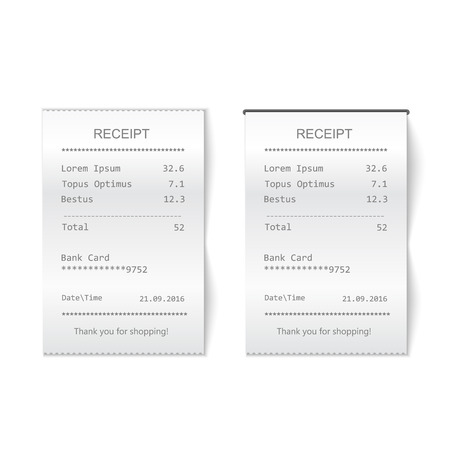 RECEIPT
********************************
Lorem Ipsum 32.6
Topus Optimus 7.1
Bestus 12.3
--------------------------------
Total 52
Bank Card
************9752
Date\Time 21.09.2016
********************************
Thank you for shopping!
RECEIPT
********************************
Lorem Ipsum 32.6
Topus Optimus 7.1
Bestus 12.3
--------------------------------
Total 52
Bank Card
************9752
Date\Time 21.09.2016
********************************
Thank you for shopping!